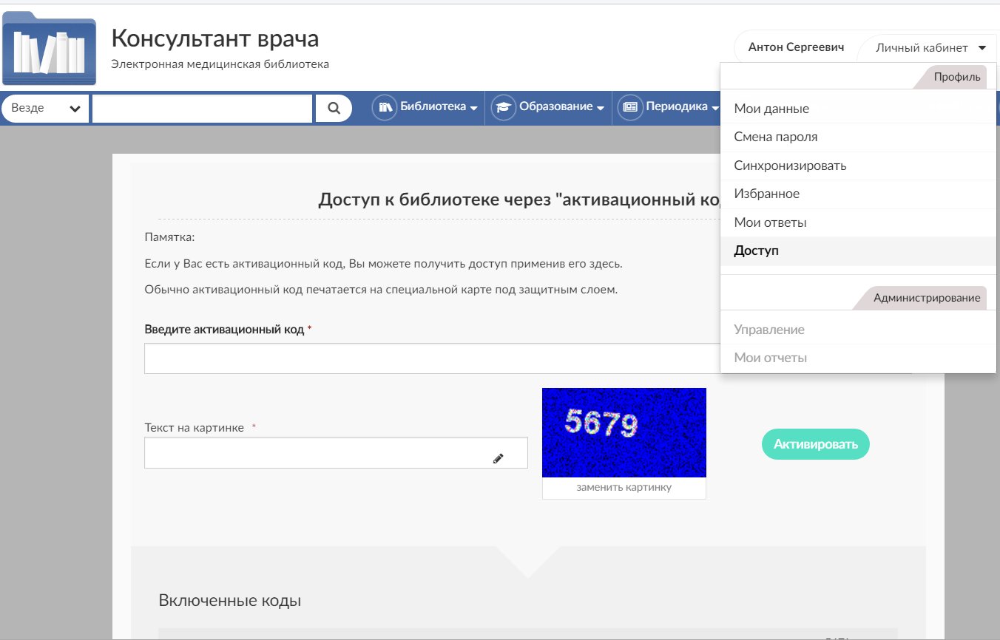 Консультант врача
Электронная медицинская библиотека
Антон Сергеевич
Личный кабинет
Везде
Библиотека
Образование
Периодика
Профиль
Мои данные
Смена пароля
Синхронизировать
Избранное
Мои ответы
Доступ
Администрирование
Управление
Мои отчеты
Доступ к библиотеке через "активационный
Памятка:
Если у Вас есть активационный код, Вы можете получить доступ применив его здесь.
Обычно активационный код печатается на специальной карте под защитным слоем.
Введите активационный код *
Текст на картинке *
5679
заменить картинку
Активировать
Включенные коды